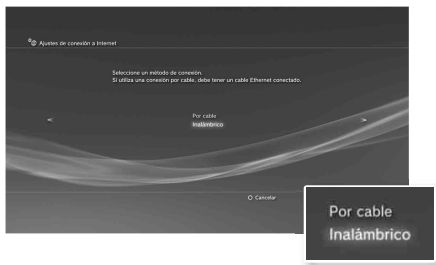 Ajustes de conexión a Internet
Seleccione un método de conexión.
Si utiliza una conexión por cable, debe tener un cable Ethernet conectado.
Por cable
Inalámbrico
Cancelar
Por cable
Inalámbrico